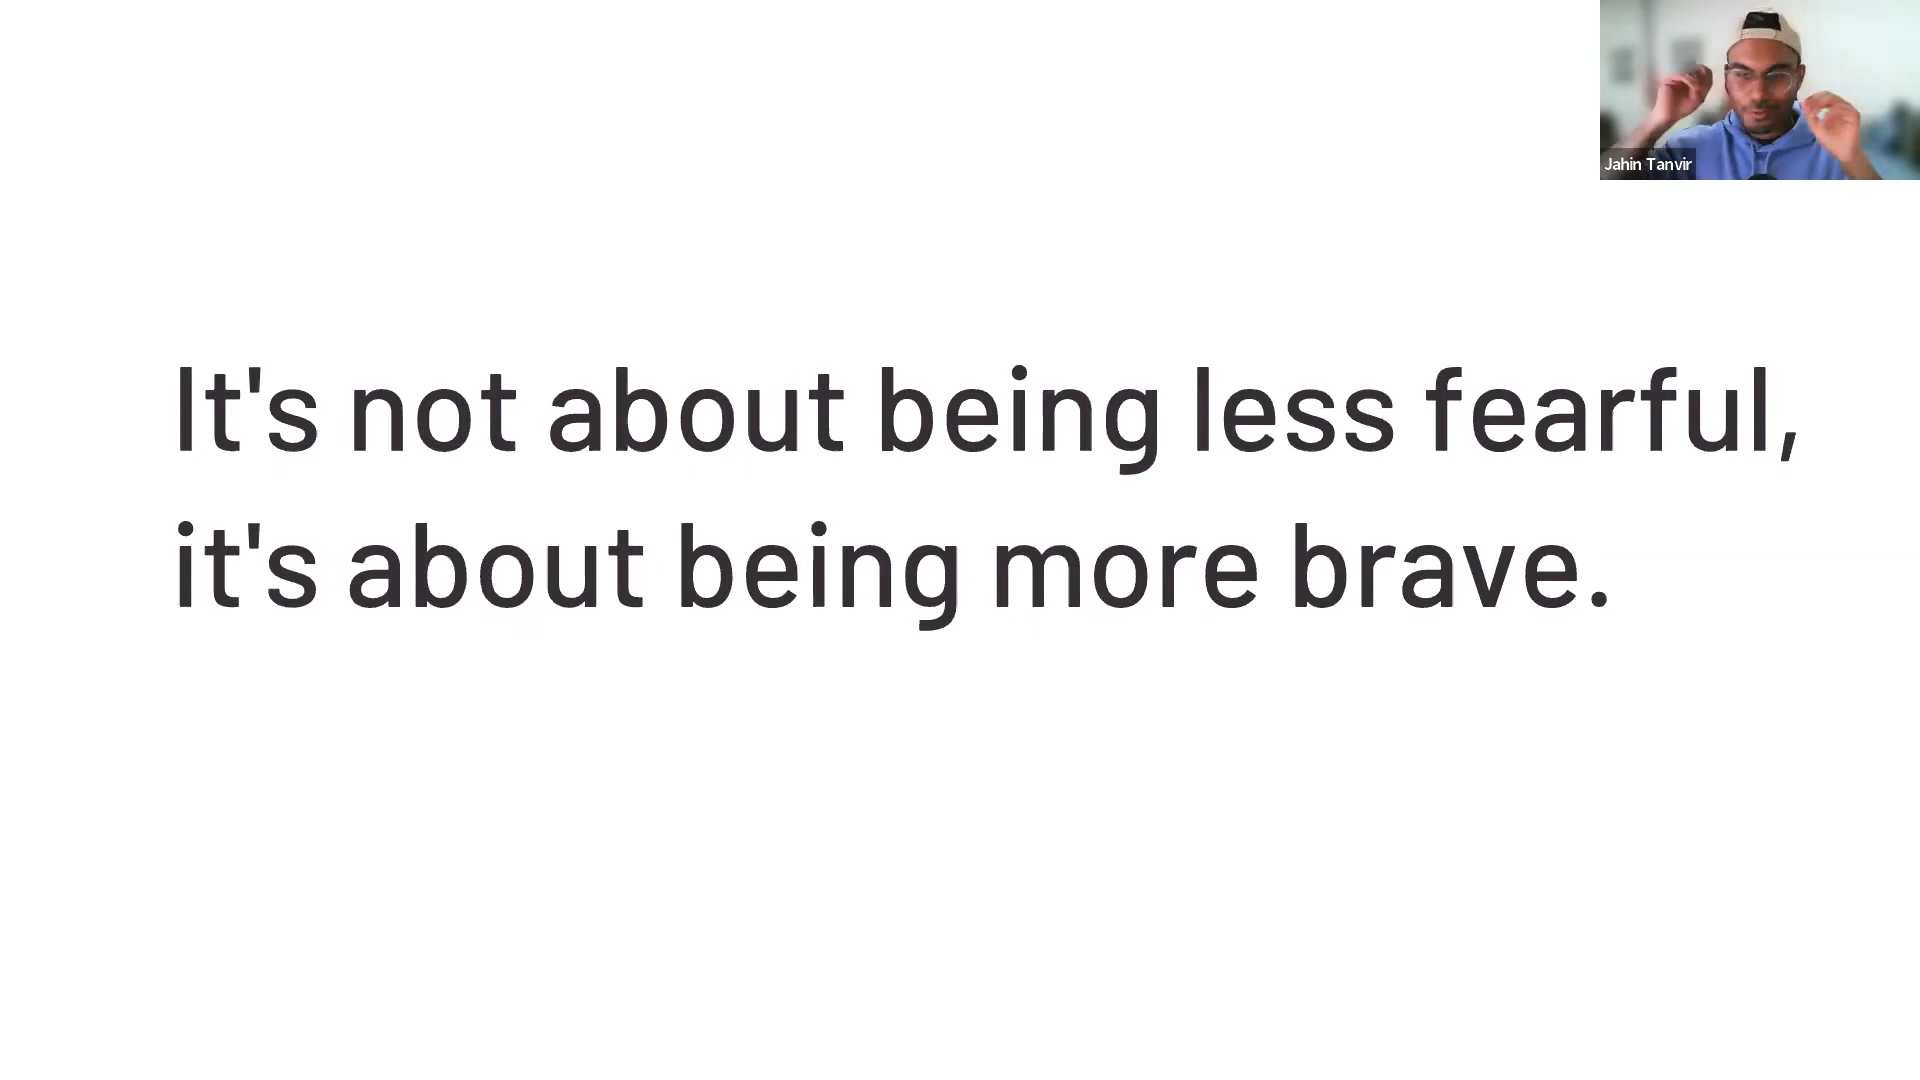 Jahin Tanvir
It's not about being less fearful,
it's about being more brave.